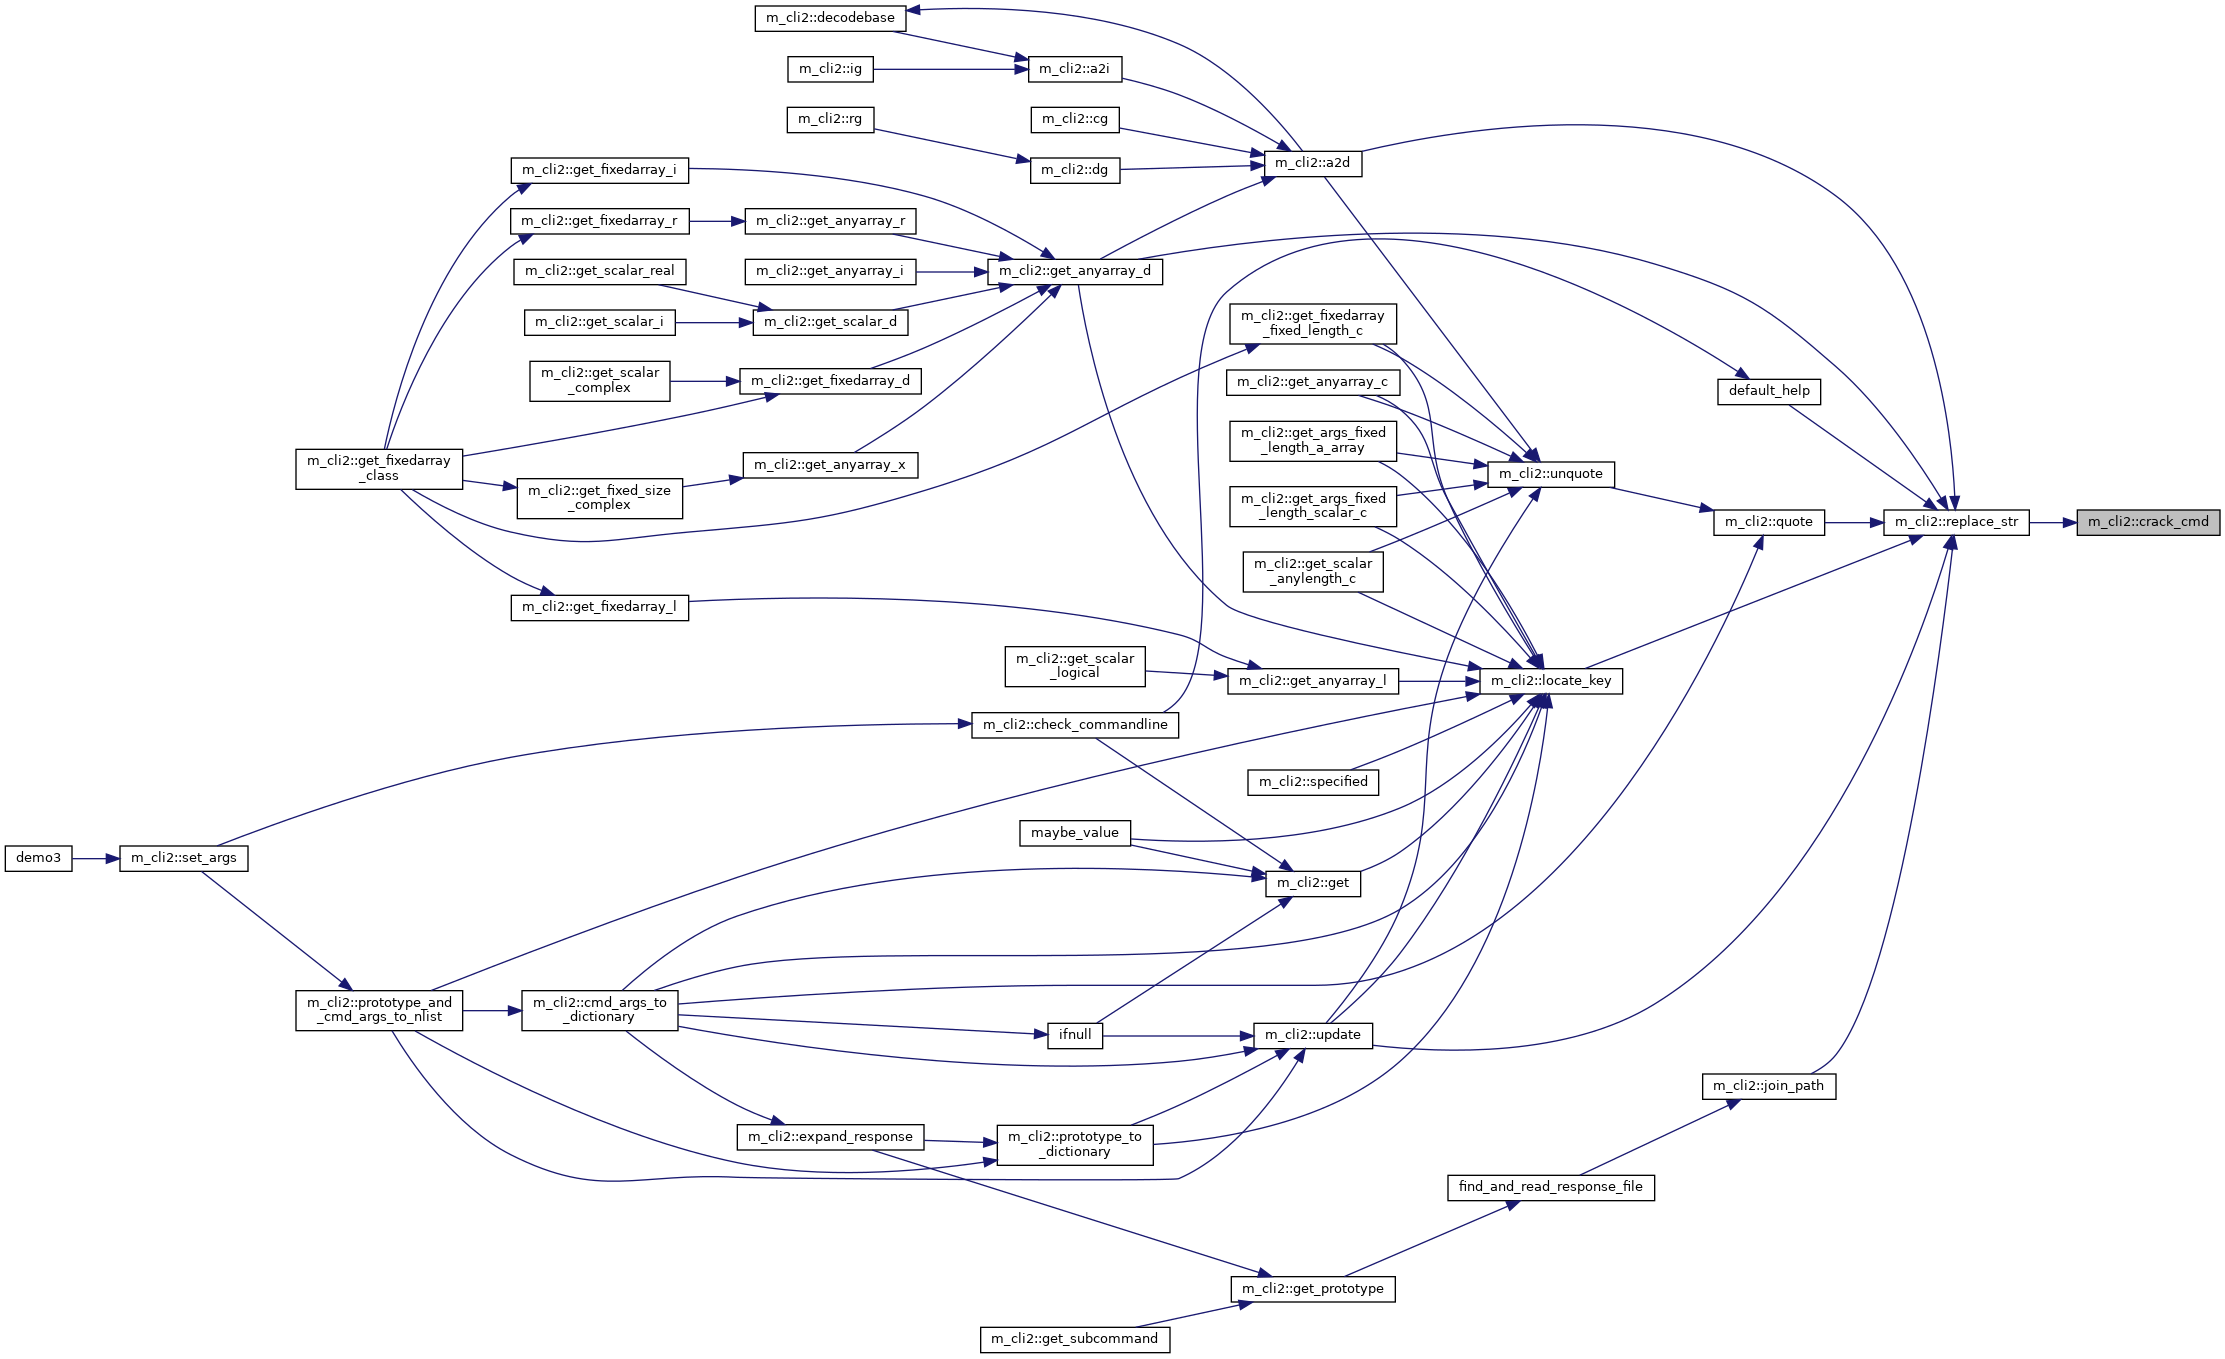 m_cli2::decodebase
m_cli2::ig
m_cli2::a2i
m_cli2::rg
m_cli2::cg
m_cli2::dg
m_cli2::a2d
m_cli2::get_fixedarray_i
m_cli2::get_fixedarray_r
m_cli2::get_anyarray_r
m_cli2::get_scalar_real
m_cli2::get_anyarray_i
m_cli2::get_anyarray_d
m_cli2::get_scalar_i
m_cli2::get_scalar_d
m_cli2::get_fixedarray
_fixed_length_c
m_cli2::get_scalar
_complex
m_cli2::get_fixedarray_d
m_cli2::get_anyarray_c
default_help
m_cli2::get_args_fixed
_length_a_array
m_cli2::get_fixedarray
_class
m_cli2::get_anyarray_x
m_cli2::unquote
m_cli2::get_fixed_size
_complex
m_cli2::get_args_fixed
_length_scalar_c
m_cli2::quote
m_cli2::replace_str
m_cli2::crack_cmd
m_cli2::get_scalar
_anylength_c
m_cli2::get_fixedarray_l
m_cli2::get_scalar
_logical
m_cli2::get_anyarray_l
m_cli2::locate_key
m_cli2::check_commandline
m_cli2::specified
maybe_value
demo3
m_cli2::set_args
m_cli2::get
m_cli2::prototype_and
_cmd_args_to_nlist
m_cli2::cmd_args_to
_dictionary
ifnull
m_cli2::update
m_cli2::join_path
m_cli2::expand_response
m_cli2::prototype_to
_dictionary
find_and_read_response_file
m_cli2::get_prototype
m_cli2::get_subcommand